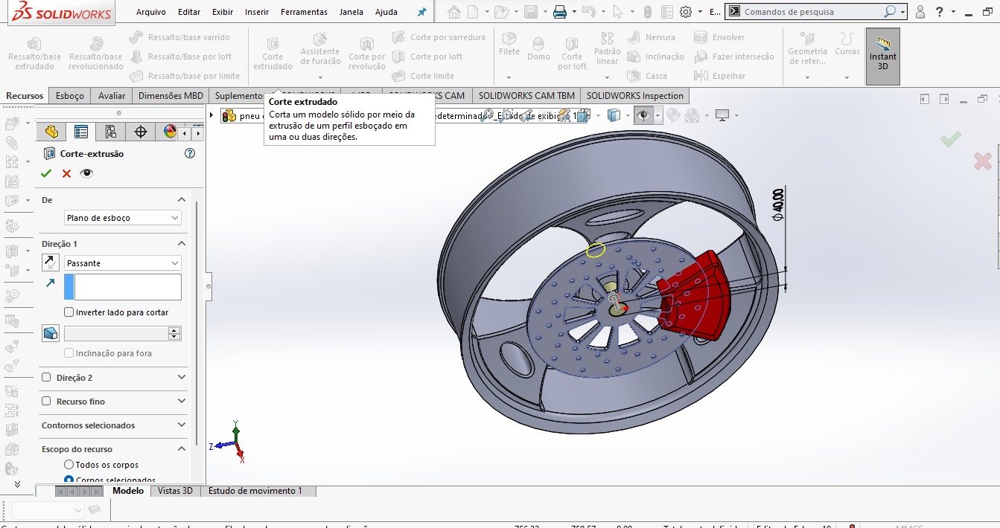 SOLIDWORKS
Arquivo Editar Exibir Inserir Ferramentas Janela Ajuda
E...
Comandos de pesquisa
?
Ressalto/base extrudado
Ressalto/base revolucionado
Ressalto/base varrido
Ressalto/Base por loft
Ressalto/base por limite
Corte extrudado
Assistente de furação
Corte por revolução
Corte por varredura
Corte por loft
Corte limite
Filete
Domo
Corte por loft
Padrão linear
Nervura
Inclinação
Casca
Envolver
Fazer interseção
Espelhar
Geometria de refer...
Curvas
Instant 3D
Recursos Esboço Avaliar Dimensões MBD Suplemento SOLIDWORKS CAM SOLIDWORKS CAM TBM SOLIDWORKS Inspection
Corte extrudado
Corta um modelo sólido por meio da
extrusão de um perfil esboçado em
uma ou duas direções.
pneu
edeterminado_Estado de exibição 1
Corte-extrusão
?
De
Plano de esboço
Direção 1
Passante
Inverter lado para cortar
Inclinação para fora
Direção 2
Recurso fino
Contornos selecionados
Escopo do recurso
Todos os corpos
Corpos selecionados
⌀40,00
Y
Z
X
Modelo Vistas 3D Estudo de movimento 1